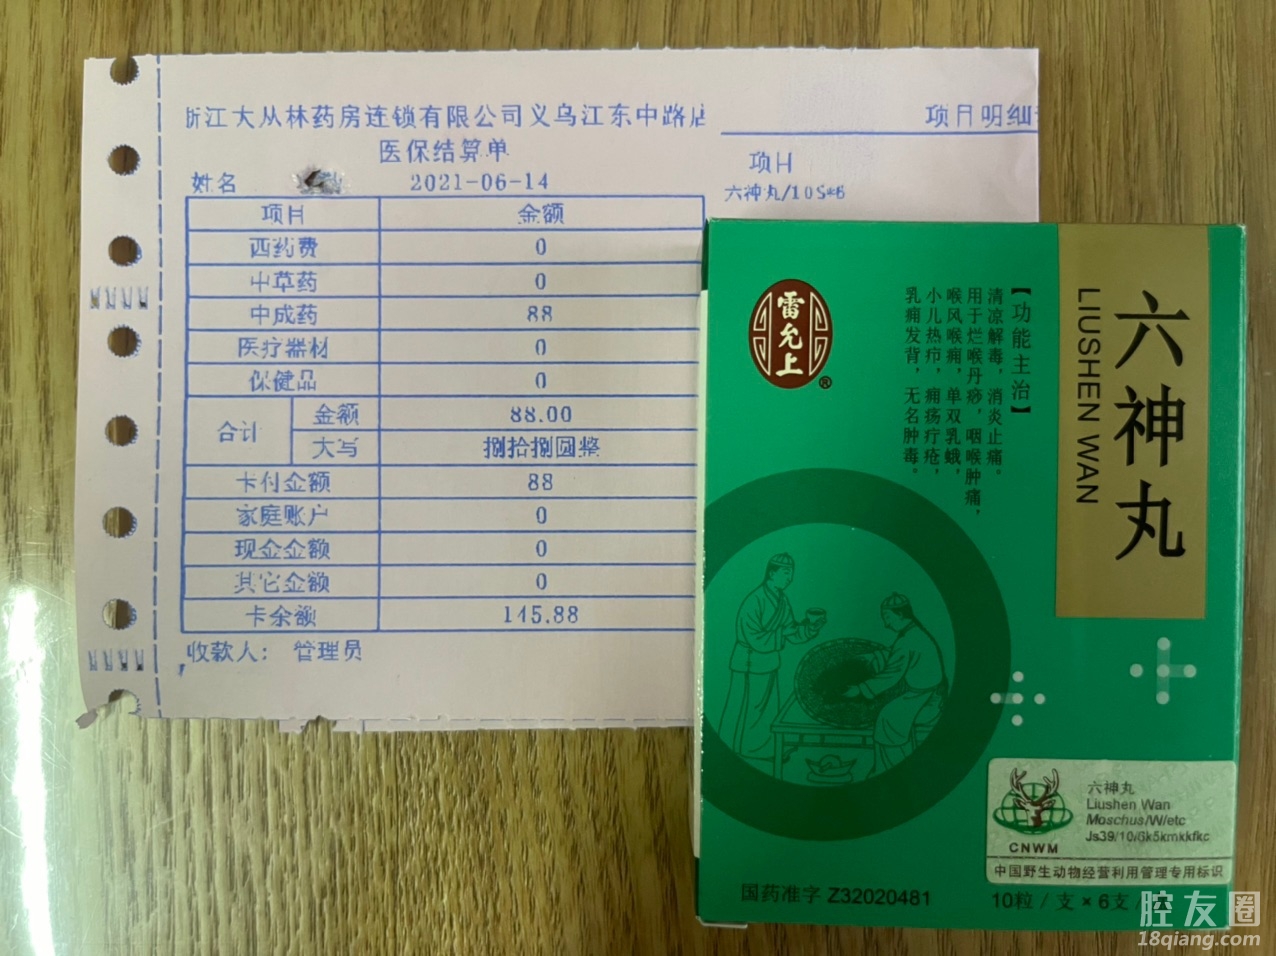 浙江大丛林药房连锁有限公司义乌江东中路店
医保结算单
姓名 2021-06-14
项目 金额
西药费 0
中草药 0
中成药 88
医疗器材 0
保健品 0
合计 金额 88.00
大写 捌拾捌圆整
卡付金额 88
家庭账户 0
现金金额 0
其它金额 0
卡余额 145.88
收款人: 管理员
项目明细
项目
六神丸/10S*6
雷允上®
【功能主治】
清凉解毒，消炎止痛。
用于烂喉丹痧，咽喉肿痛，
喉风喉痈，单双乳蛾，
小儿热疖，痈疡疔疮，
乳痈发背，无名肿毒。
六神丸
LIUSHEN WAN
六神丸
Liushen Wan
Moschus/W/etc
Js39/10/6k5kmkkfkc
CNWM
中国野生动物经营利用管理专用标识
国药准字 Z32020481
10粒/支×6支
腔友圈
18qiang.com